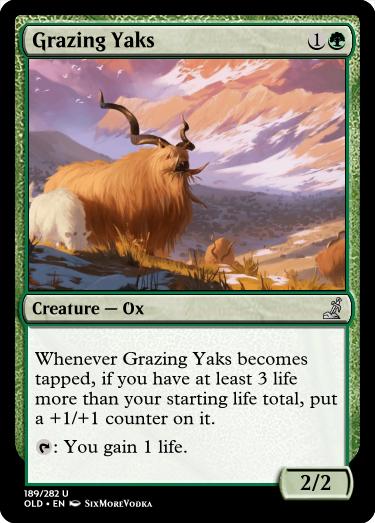 Grazing Yaks 1
Creature — Ox
Whenever Grazing Yaks becomes
tapped, if you have at least 3 life
more than your starting life total, put
a +1/+1 counter on it.
: You gain 1 life.
2/2
189/282 U
OLD • EN SixMoreVodka